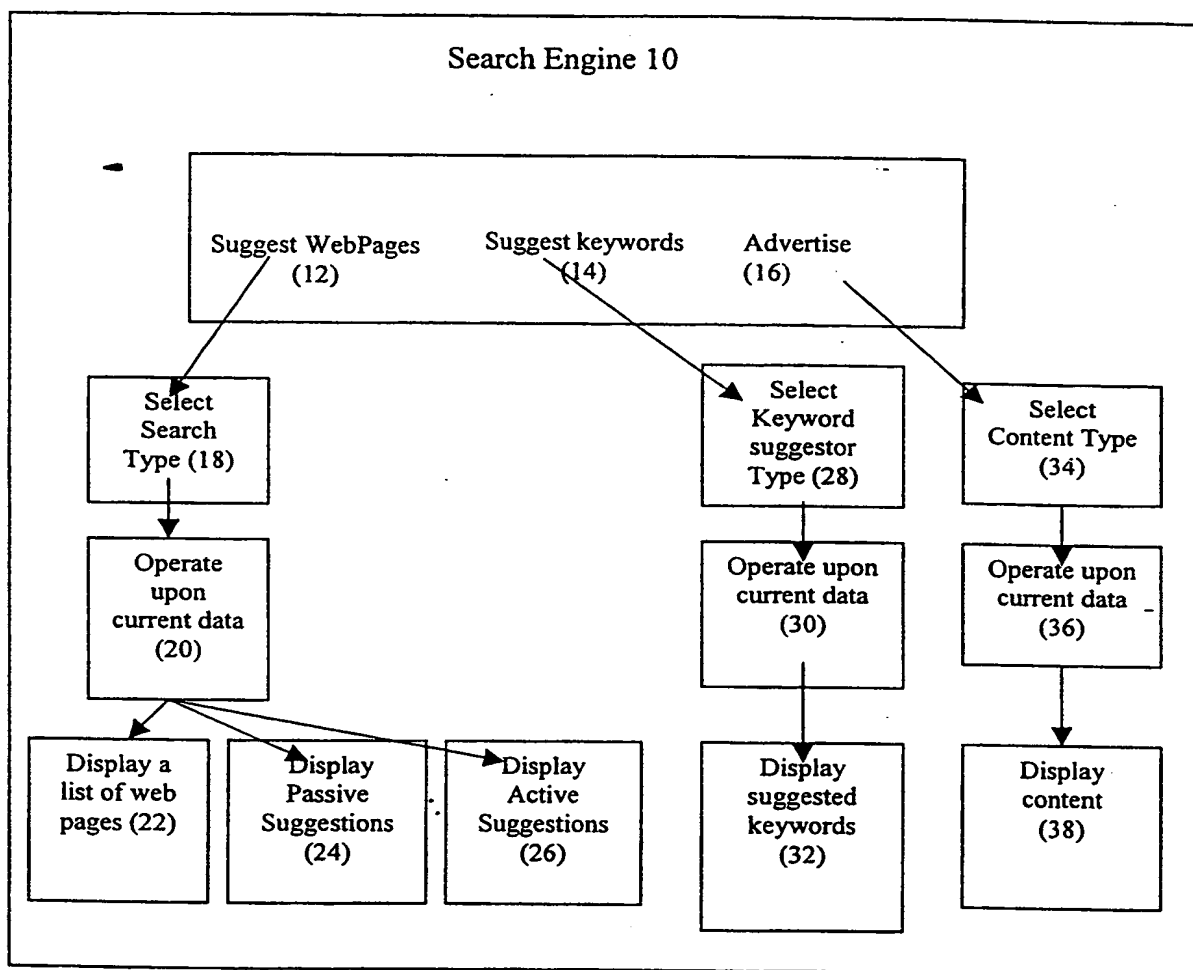 Search Engine 10
Suggest WebPages
(12)
Suggest keywords
(14)
Advertise
(16)
Select
Search
Type (18)
Select
Keyword
suggestor
Type (28)
Select
Content Type
(34)
Operate
upon
current data
(20)
Operate upon
current data
(30)
Operate upon
current data
(36)
Display a
list of web
pages (22)
Display
Passive
Suggestions
(24)
Display
Active
Suggestions
(26)
Display
suggested
keywords
(32)
Display
content
(38)